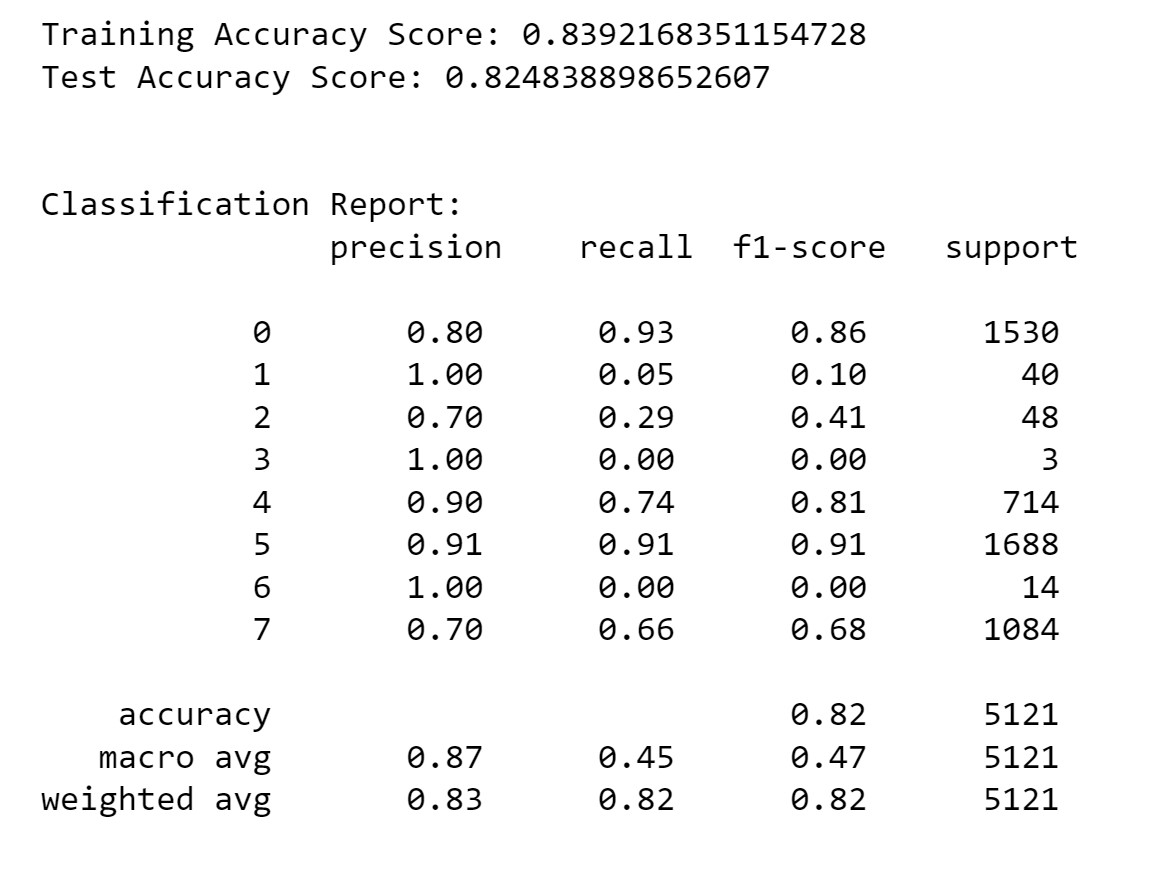 Training Accuracy Score: 0.8392168351154728
Test Accuracy Score: 0.824838898652607
Classification Report:
precision recall f1-score support
0 0.80 0.93 0.86 1530
1 1.00 0.05 0.10 40
2 0.70 0.29 0.41 48
3 1.00 0.00 0.00 3
4 0.90 0.74 0.81 714
5 0.91 0.91 0.91 1688
6 1.00 0.00 0.00 14
7 0.70 0.66 0.68 1084
accuracy 0.82 5121
macro avg 0.87 0.45 0.47 5121
weighted avg 0.83 0.82 0.82 5121